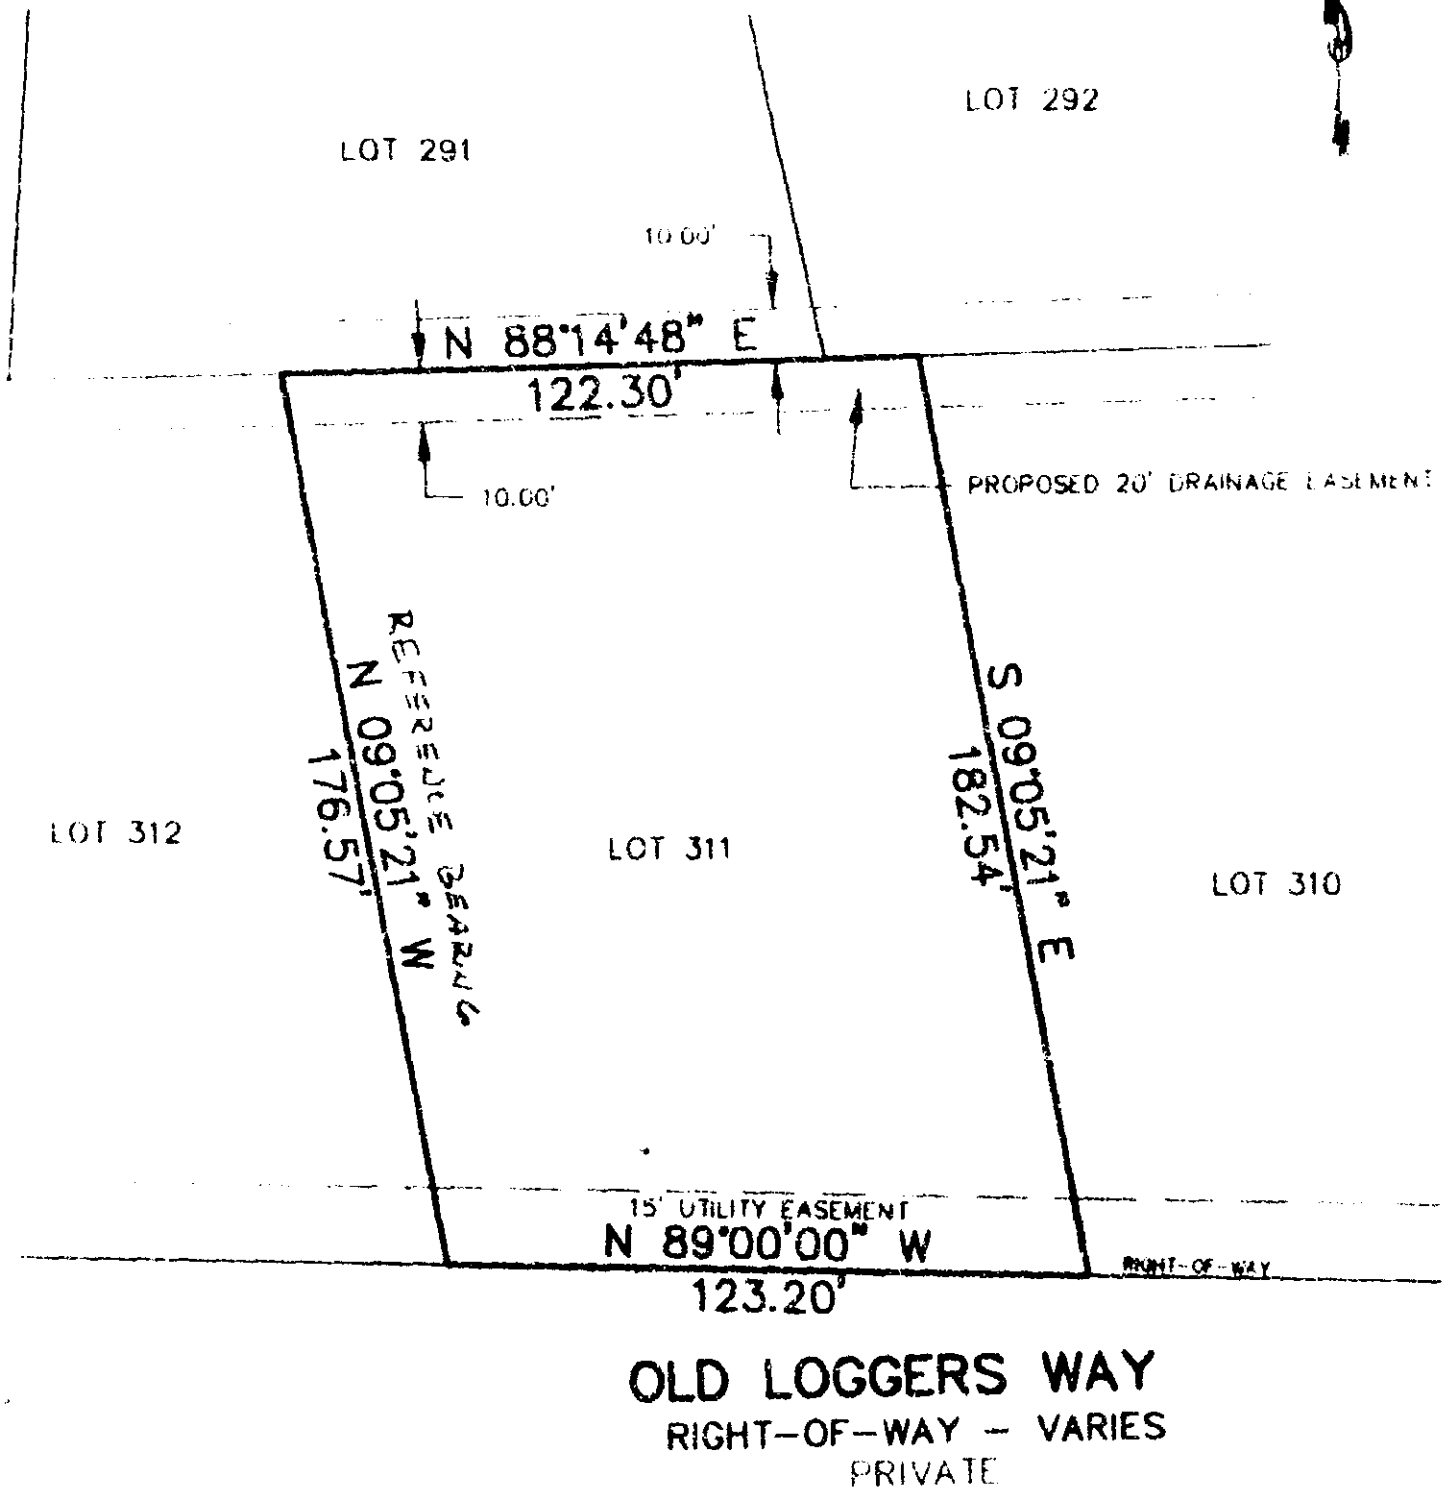 LOT 291
LOT 292
10.00'
N 88°14'48" E
122.30'
10.00'
PROPOSED 20' DRAINAGE EASEMENT
REFERENCE BEARING
N 09°05'21" W
176.57'
S 09°05'21" E
182.54'
LOT 312
LOT 311
LOT 310
15' UTILITY EASEMENT
N 89°00'00" W
123.20'
RIGHT-OF-WAY
OLD LOGGERS WAY
RIGHT-OF-WAY - VARIES
PRIVATE